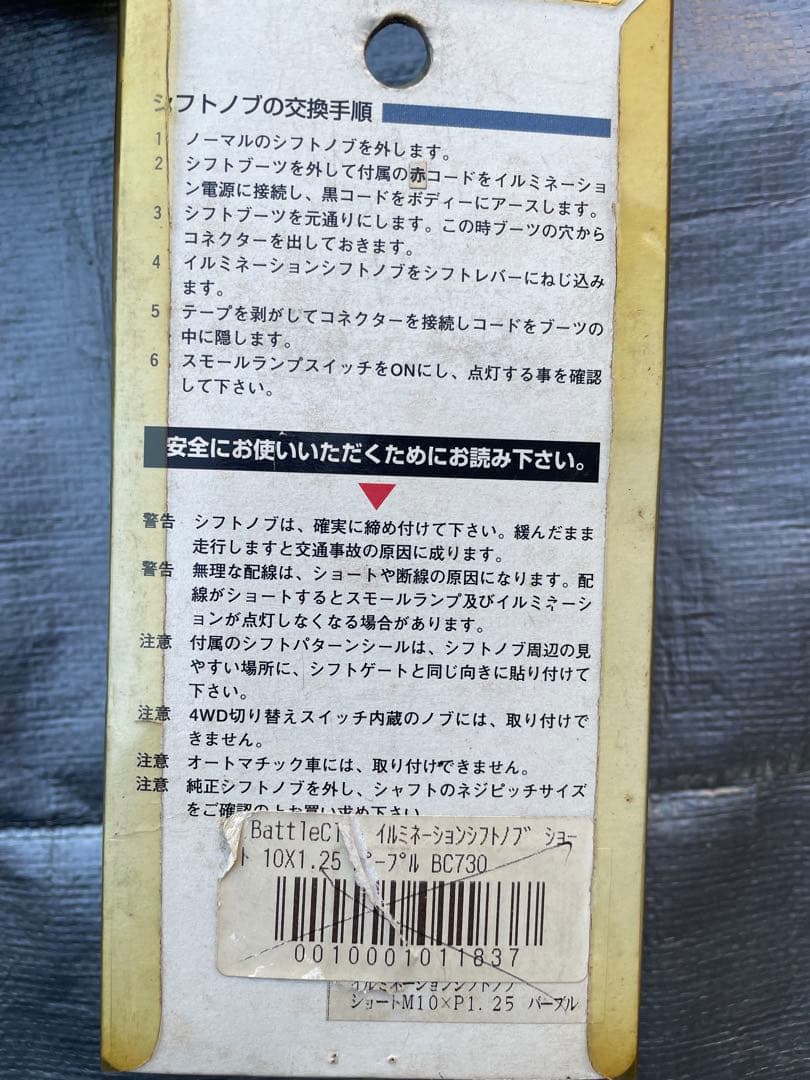 シフトノブの交換手順
1 ノーマルのシフトノブを外します。
2 シフトブーツを外して付属の赤コードをイルミネーショ
ン電源に接続し、黒コードをボディーにアースします。
3 シフトブーツを元通りにします。この時ブーツの穴から
コネクターを出しておきます。
4 イルミネーションシフトノブをシフトレバーにねじ込み
ます。
5 テープを剥がしてコネクターを接続しコードをブーツの
中に隠します。
6 スモールランプスイッチをONにし、点灯する事を確認
して下さい。
安全にお使いいただくためにお読み下さい。
警告 シフトノブは、確実に締め付けて下さい。緩んだまま
走行しますと交通事故の原因に成ります。
警告 無理な配線は、ショートや断線の原因になります。配
線がショートするとスモールランプ及びイルミネーシ
ョンが点灯しなくなる場合があります。
注意 付属のシフトパターンシールは、シフトノブ周辺の見
やすい場所に、シフトゲートと同じ向きに貼り付けて
下さい。
注意 4WD切り替えスイッチ内蔵のノブには、取り付けで
きません。
注意 オートマチック車には、取り付けできません。
注意 純正シフトノブを外し、シャフトのネジピッチサイズ
をご確認の上お買い求め下さい
BattleC ｲﾙﾐﾈｰｼｮﾝｼﾌﾄﾉﾌﾞ ｼｮｰ
ﾄ 10X1.25 ﾊﾟｰﾌﾟﾙ BC730
0010001011837
イルミネーションシフトノブ
ショートM10×P1.25 パープル